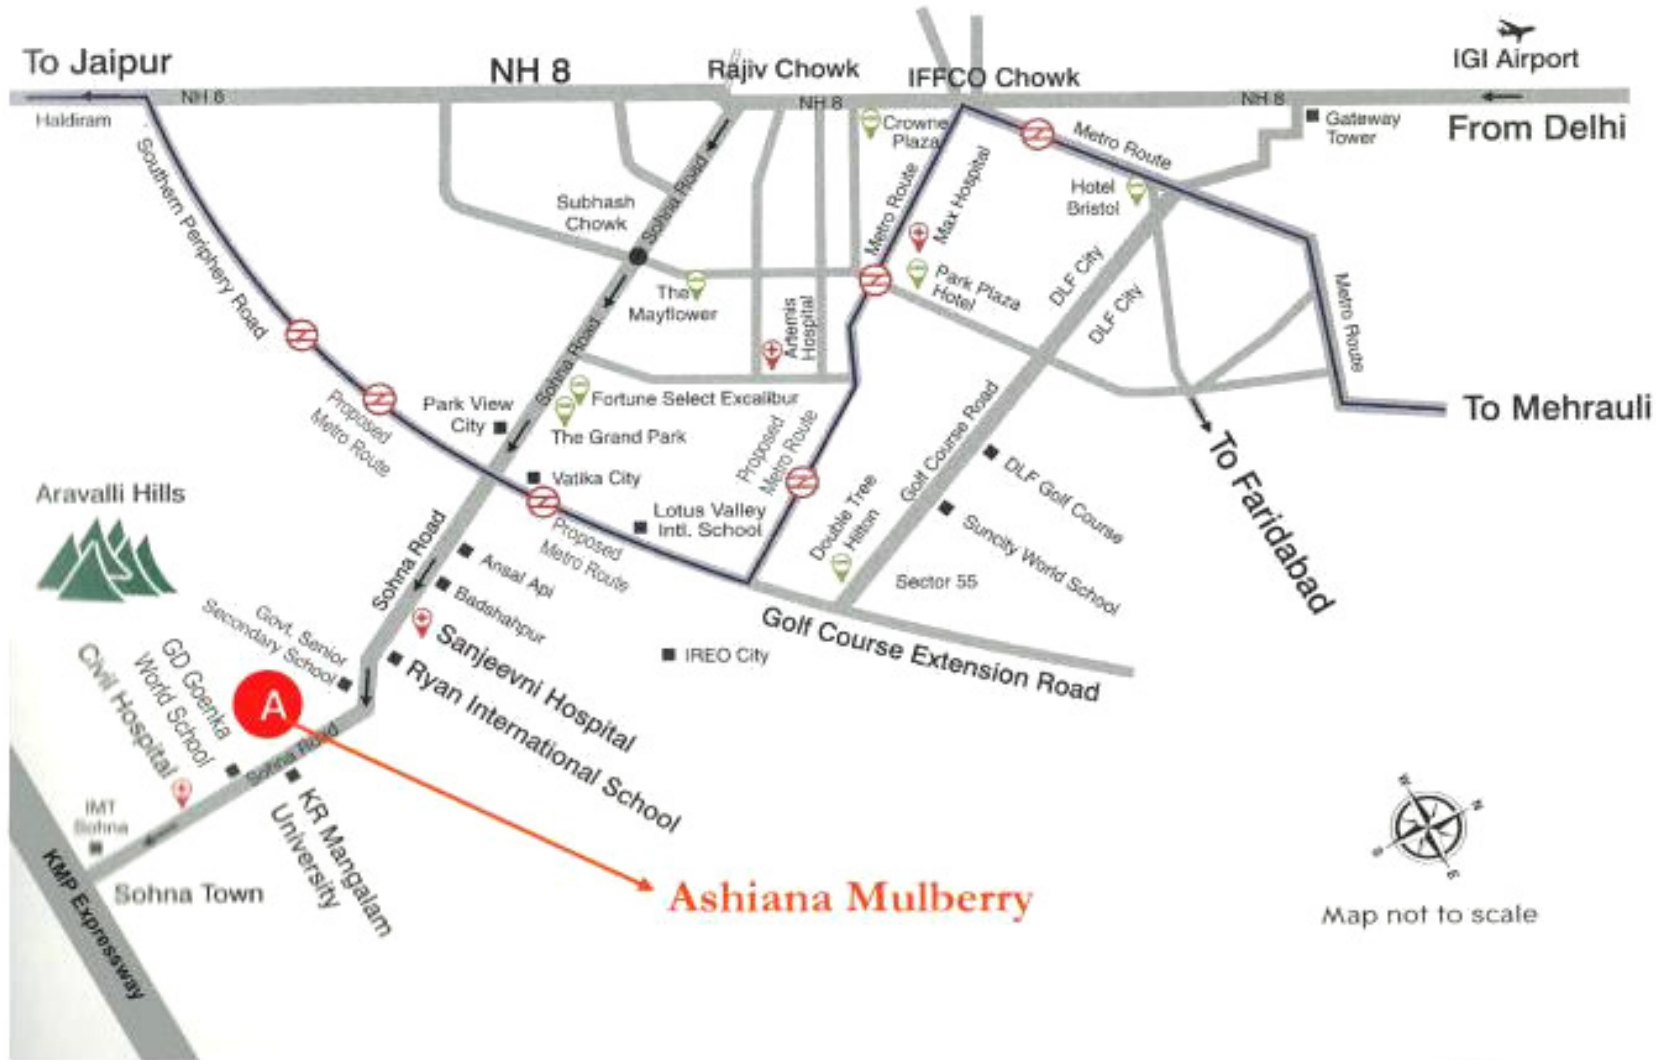 To Jaipur
NH 8
Rajiv Chowk
IFFCO Chowk
IGI Airport
NH 8
NH 8
NH 8
Haldiram
Crowne
Plaza
Metro Route
Gateway
Tower
From Delhi
Southern Periphery Road
Sohna Road
Subhash
Chowk
Metro Route
Max Hospital
Hotel
Bristol
The
Mayflower
Park Plaza
Hotel
DLF City
DLF City
Metro Route
Artemis
Hospital
Sohna Road
Proposed
Metro Route
Park View
City
Fortune Select Excalibur
The Grand Park
To Mehrauli
Proposed
Metro Route
Golf Course Road
DLF Golf Course
To Faridabad
Vatika City
Aravalli Hills
Lotus Valley
Intl. School
Double Tree
Hilton
Suncity World School
Sohna Road
Proposed
Metro Route
Ansal Api
Badshahpur
Sector 55
Govt. Senior
Secondary School
Golf Course Extension Road
IREO City
Sanjeevni Hospital
Ryan International School
GD Goenka
World School
Civil Hospital
A
Sohna Road
KR Mangalam
University
IMT
Sohna
Sohna Town
KMP Expressway
Ashiana Mulberry
W
N
S
E
Map not to scale